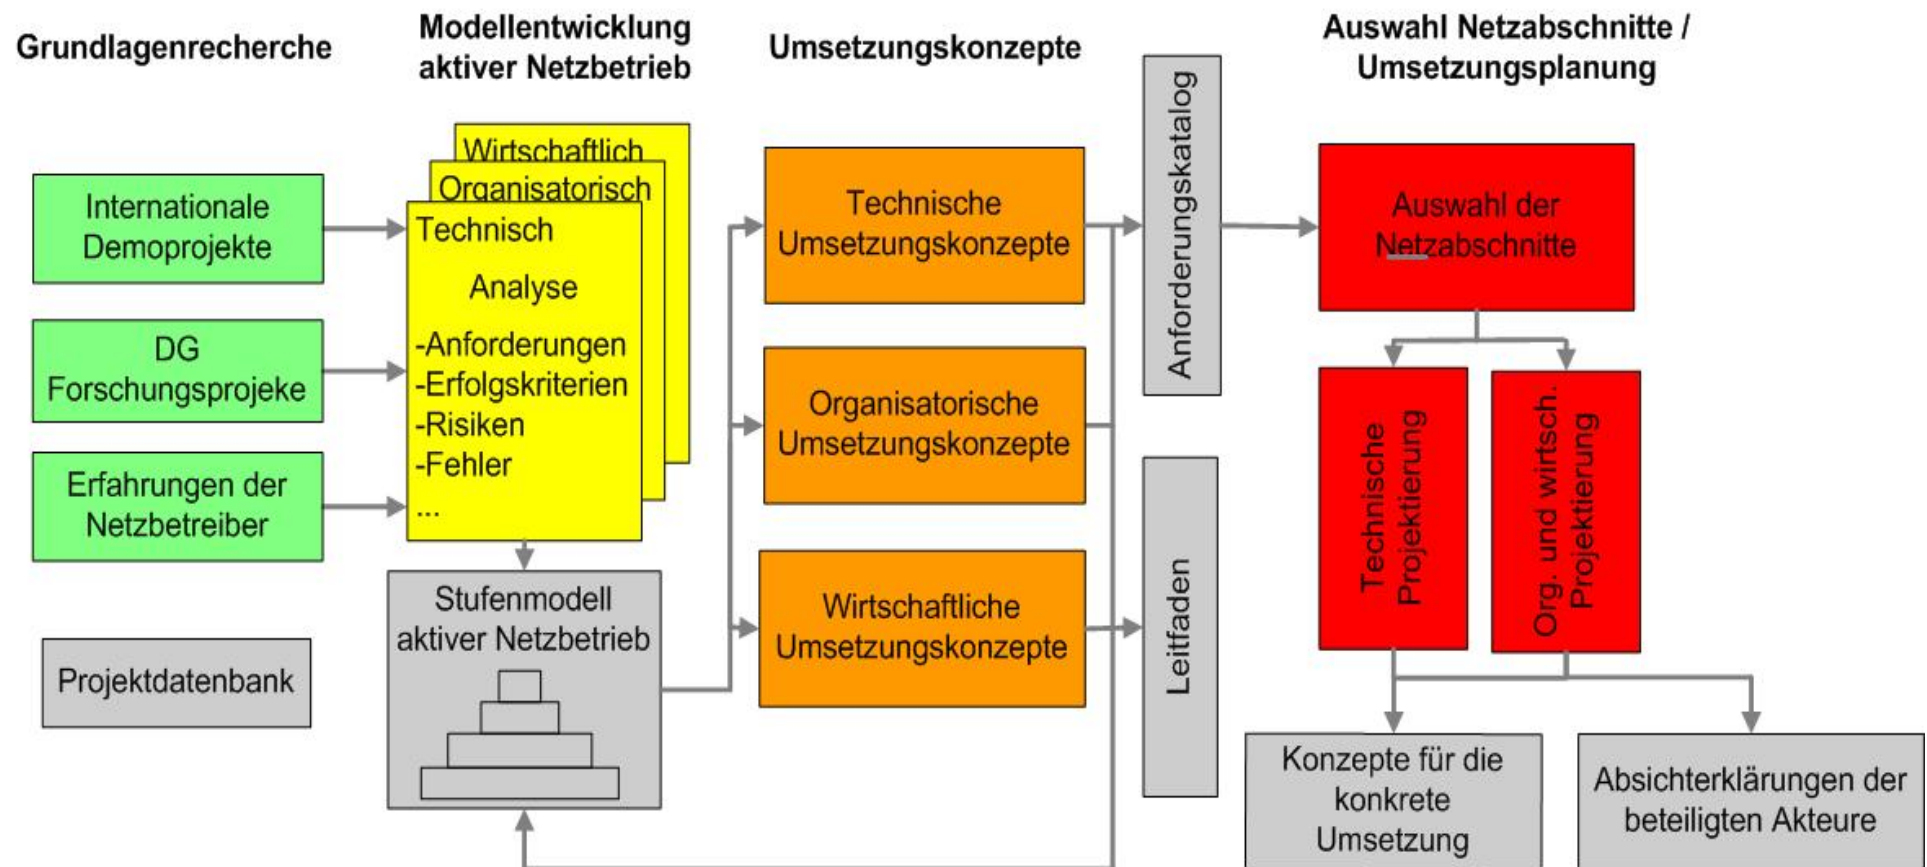 Grundlagenrecherche
Modellentwicklung
aktiver Netzbetrieb
Umsetzungskonzepte
Auswahl Netzabschnitte /
Umsetzungsplanung
Internationale
Demoprojekte
DG
Forschungsprojeke
Erfahrungen der
Netzbetreiber
Projektdatenbank
Wirtschaftlich
Organisatorisch
Technisch
Analyse
-Anforderungen
-Erfolgskriterien
-Risiken
-Fehler
...
Stufenmodell
aktiver Netzbetrieb
Technische
Umsetzungskonzepte
Organisatorische
Umsetzungskonzepte
Wirtschaftliche
Umsetzungskonzepte
Anforderungskatalog
Leitfaden
Auswahl der
Netzabschnitte
Technische
Projektierung
Org. und wirtsch.
Projektierung
Konzepte für die
konkrete
Umsetzung
Absichterklärungen der
beteiligten Akteure